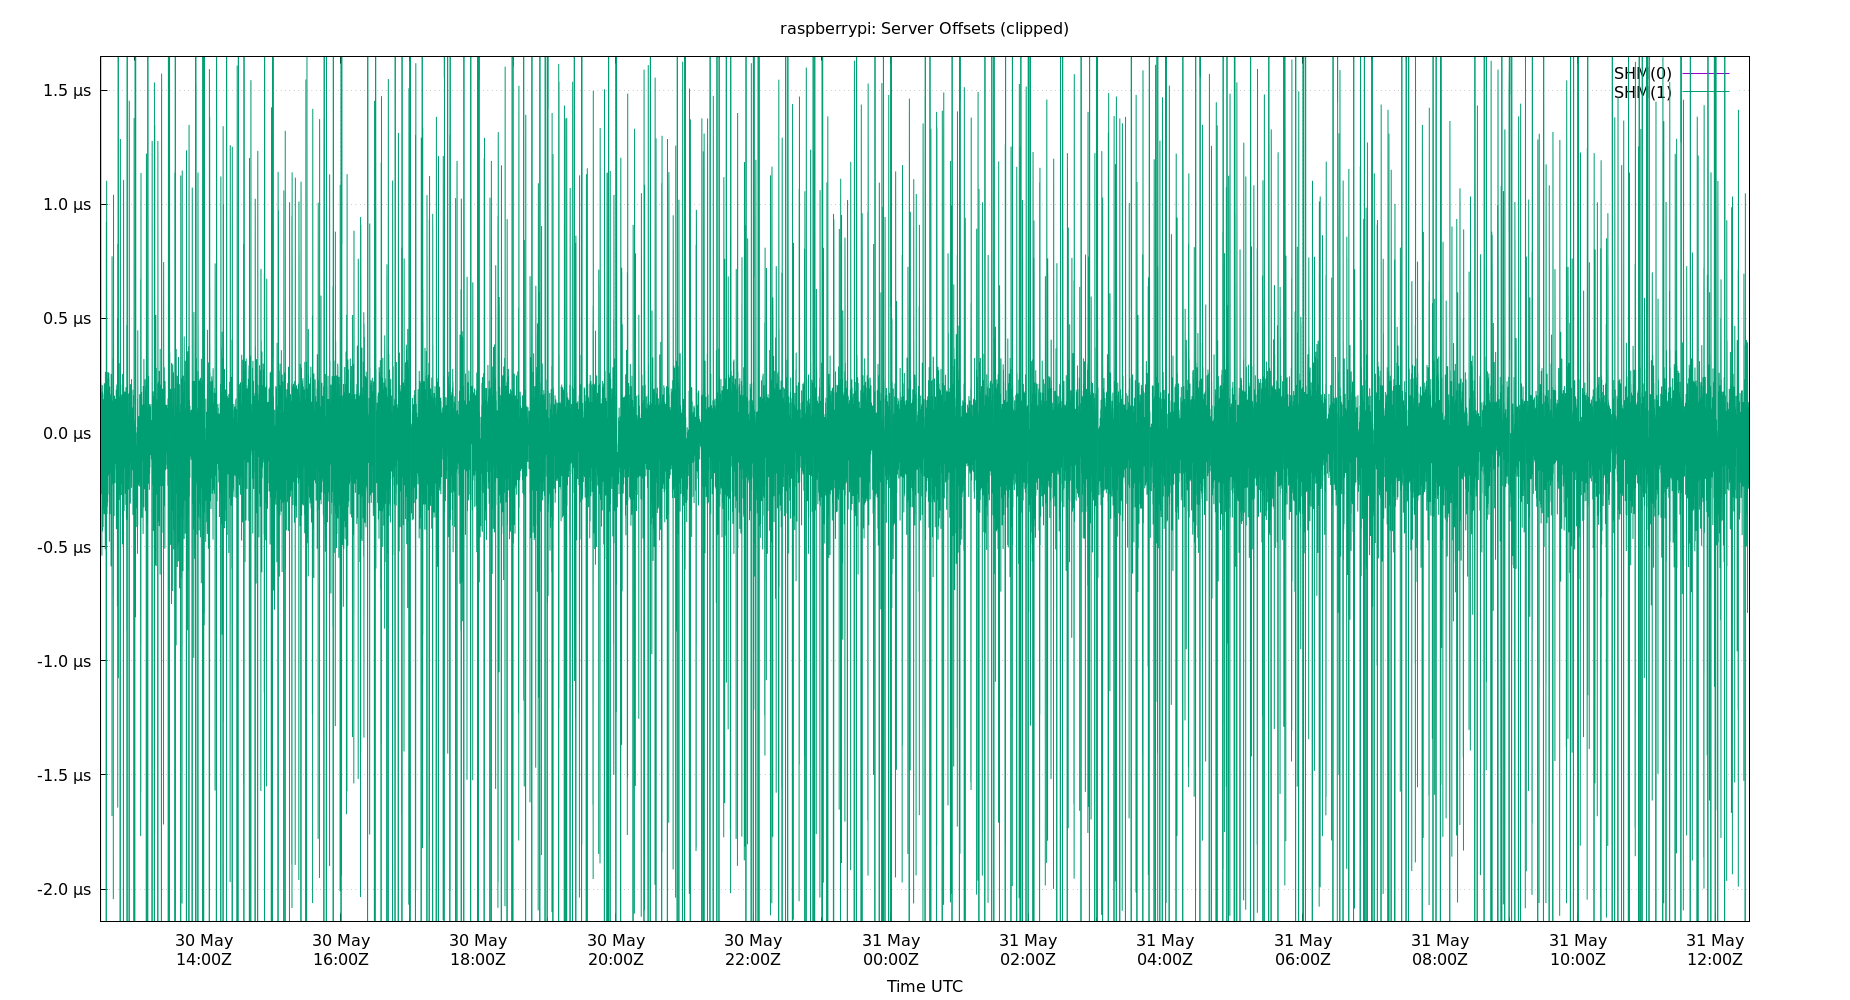 raspberrypi: Server Offsets (clipped)
SHM(0)
SHM(1)
1.5 µs
1.0 µs
0.5 µs
0.0 µs
-0.5 µs
-1.0 µs
-1.5 µs
-2.0 µs
30 May 30 May 30 May 30 May 30 May 31 May 31 May 31 May 31 May 31 May 31 May 31 May
14:00Z 16:00Z 18:00Z 20:00Z 22:00Z 00:00Z 02:00Z 04:00Z 06:00Z 08:00Z 10:00Z 12:00Z
Time UTC